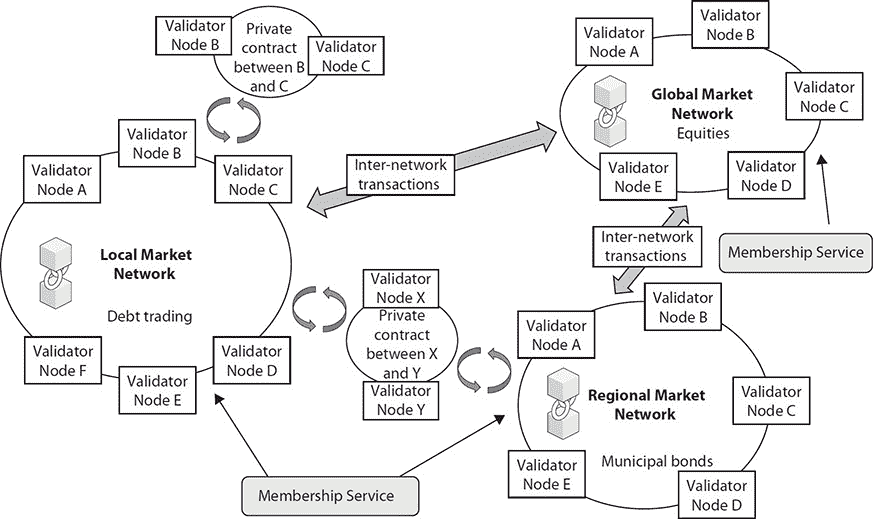 Validator
Node B
Private
contract
between B
and C
Validator
Node C
Validator
Node A
Validator
Node B
Validator
Node C
Local Market
Network
Debt trading
Validator
Node F
Validator
Node E
Validator
Node D
Inter-network
transactions
Validator
Node A
Validator
Node B
Validator
Node C
Global Market
Network
Equities
Validator
Node E
Validator
Node D
Inter-network
transactions
Membership Service
Validator
Node X
Private
contract
between X
and Y
Validator
Node Y
Validator
Node A
Validator
Node B
Validator
Node C
Regional Market
Network
Municipal bonds
Validator
Node E
Validator
Node D
Membership Service